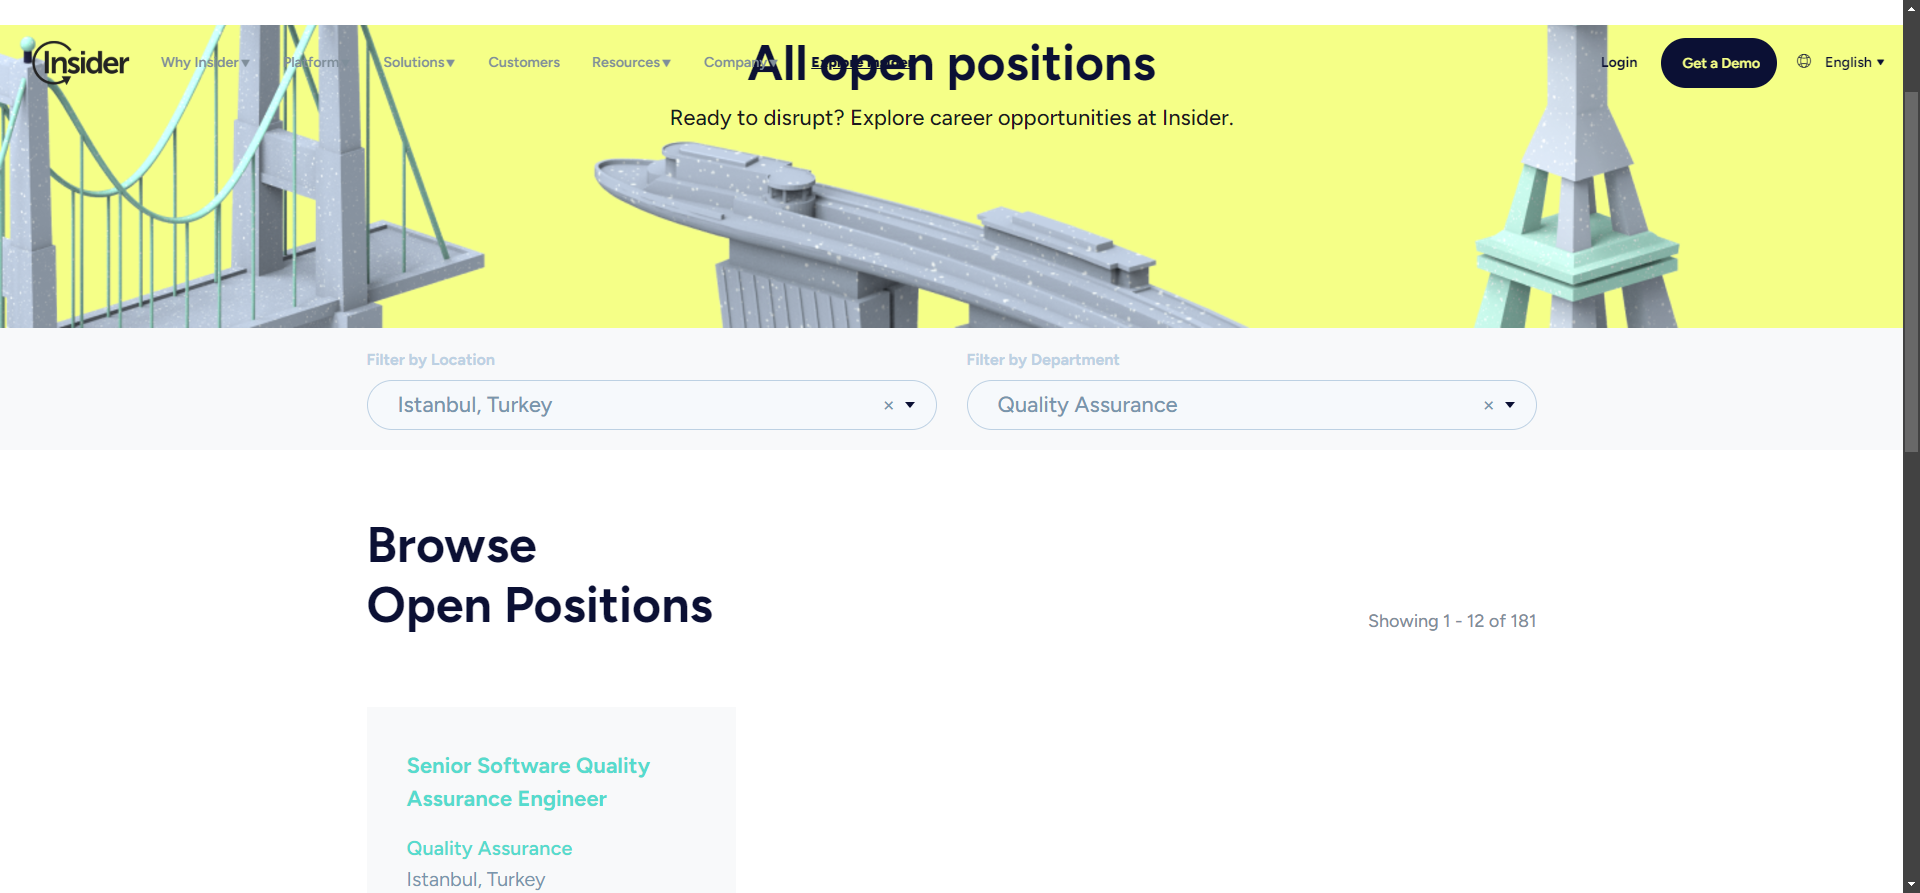 Insider
Why Insider
Platform
Solutions
Customers
Resources
Company
Explore Insider
Login
Get a Demo
English
All open positions
Ready to disrupt? Explore career opportunities at Insider.
Filter by Location
Filter by Department
Istanbul, Turkey
×
Quality Assurance
×
Browse
Open Positions
Showing 1 - 12 of 181
Senior Software Quality
Assurance Engineer
Quality Assurance
Istanbul, Turkey